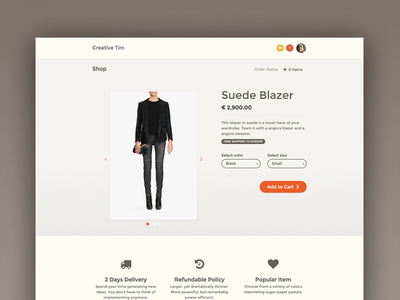 Creative Tim
Shop
Order Status
0 Items
Suede Blazer
€ 2,900.00
This blazer in suede is a must-have of your
wardrobe. Team it with a angora blazer and a
angora sweater.
FREE SHIPPING TO EUROPE
Select color
Select size
Black
Small
Add to Cart
2 Days Delivery
Spend your time generating new
ideas. You don't have to think of
implementing anymore.
Refundable Policy
Larger, yet dramatically thinner.
More powerful, but remarkably
power efficient.
Popular Item
Choose from a variety of colors
resembling sugar paper pastels.